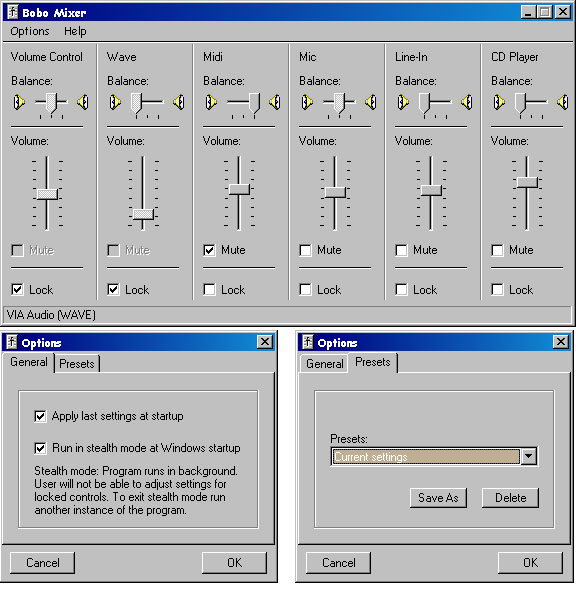 Bobo Mixer
Options Help
Volume Control Wave Midi Mic Line-In CD Player
Balance: Balance: Balance: Balance: Balance: Balance:
Volume: Volume: Volume: Volume: Volume: Volume:
Mute Mute Mute Mute Mute Mute
Lock Lock Lock Lock Lock Lock
VIA Audio (WAVE)
Options
General Presets
Apply last settings at startup
Run in stealth mode at Windows startup
Stealth mode: Program runs in background.
User will not be able to adjust settings for
locked controls. To exit stealth mode run
another instance of the program.
Cancel OK
Options
General Presets
Presets:
Current settings
Save As Delete
Cancel OK